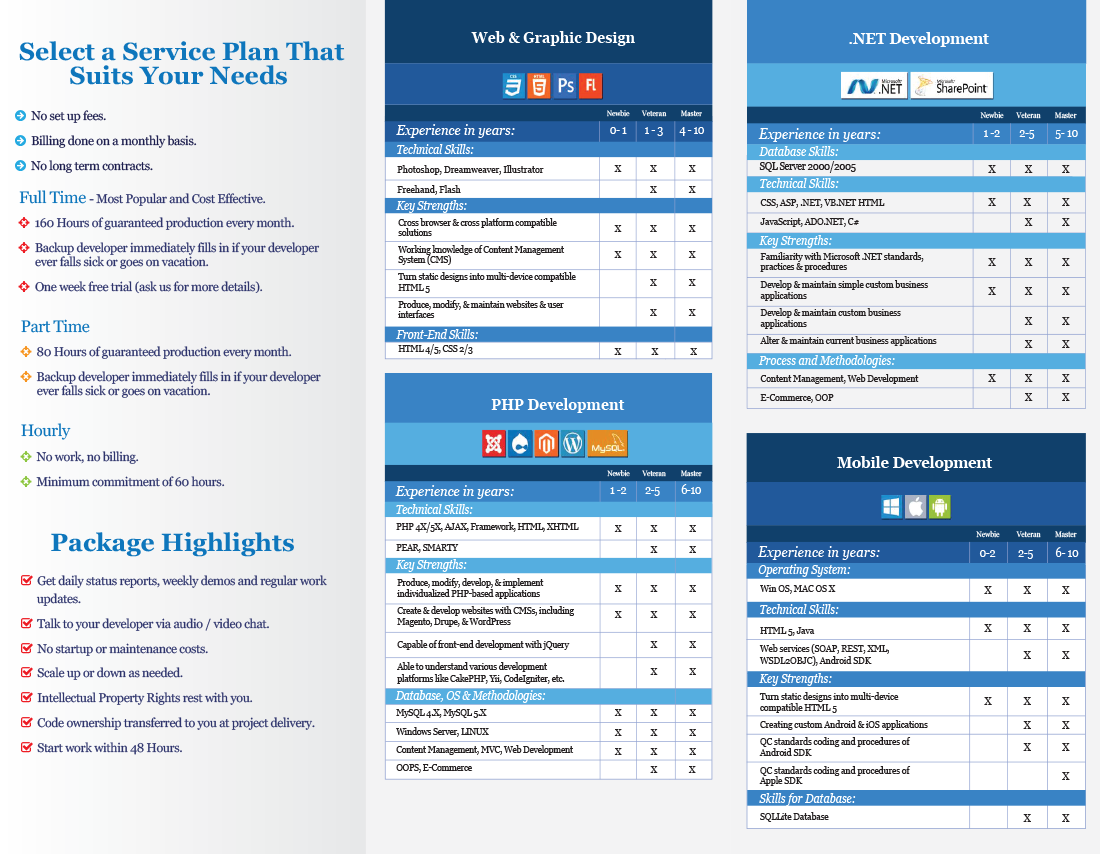 Select a Service Plan That
Suits Your Needs
No set up fees.
Billing done on a monthly basis.
No long term contracts.
Full Time - Most Popular and Cost Effective.
160 Hours of guaranteed production every month.
Backup developer immediately fills in if your developer
ever falls sick or goes on vacation.
One week free trial (ask us for more details).
Part Time
80 Hours of guaranteed production every month.
Backup developer immediately fills in if your developer
ever falls sick or goes on vacation.
Hourly
No work, no billing.
Minimum commitment of 60 hours.
Package Highlights
Get daily status reports, weekly demos and regular work
updates.
Talk to your developer via audio / video chat.
No startup or maintenance costs.
Scale up or down as needed.
Intellectual Property Rights rest with you.
Code ownership transferred to you at project delivery.
Start work within 48 Hours.
Web & Graphic Design
CSS HTML Ps Fl
Newbie Veteran Master
Experience in years: 0-1 1-3 4-10
Technical Skills:
Photoshop, Dreamweaver, Illustrator X X X
Freehand, Flash X X
Key Strengths:
Cross browser & cross platform compatible
solutions X X X
Working knowledge of Content Management
System (CMS) X X X
Turn static designs into multi-device compatible
HTML 5 X X
Produce, modify, & maintain websites & user
interfaces X X
Front-End Skills:
HTML 4/5, CSS 2/3 X X X
PHP Development
MySQL
Newbie Veteran Master
Experience in years: 1-2 2-5 6-10
Technical Skills:
PHP 4X/5X, AJAX, Framework, HTML, XHTML X X X
PEAR, SMARTY X X
Key Strengths:
Produce, modify, develop, & implement
individualized PHP-based applications X X X
Create & develop websites with CMSs, including
Magento, Drupe, & WordPress X X X
Capable of front-end development with jQuery X X
Able to understand various development
platforms like CakePHP, Yii, CodeIgniter, etc. X X
Database, OS & Methodologies:
MySQL 4.X, MySQL 5.X X X X
Windows Server, LINUX X X X
Content Management, MVC, Web Development X X X
OOPS, E-Commerce X X
.NET Development
Microsoft .NET Microsoft SharePoint
Newbie Veteran Master
Experience in years: 1-2 2-5 5-10
Database Skills:
SQL Server 2000/2005 X X X
Technical Skills:
CSS, ASP, .NET, VB.NET HTML X X X
JavaScript, ADO.NET, C# X X
Key Strengths:
Familiarity with Microsoft .NET standards,
practices & procedures X X X
Develop & maintain simple custom business
applications X X X
Develop & maintain custom business
applications X X
Alter & maintain current business applications X X
Process and Methodologies:
Content Management, Web Development X X X
E-Commerce, OOP X X
Mobile Development
Newbie Veteran Master
Experience in years: 0-2 2-5 6-10
Operating System:
Win OS, MAC OS X X X X
Technical Skills:
HTML 5, Java X X X
Web services (SOAP, REST, XML,
WSDL2OBJC), Android SDK X X
Key Strengths:
Turn static designs into multi-device
compatible HTML 5 X X X
Creating custom Android & iOS applications X X
QC standards coding and procedures of
Android SDK X X
QC standards coding and procedures of
Apple SDK X
Skills for Database:
SQLLite Database X X